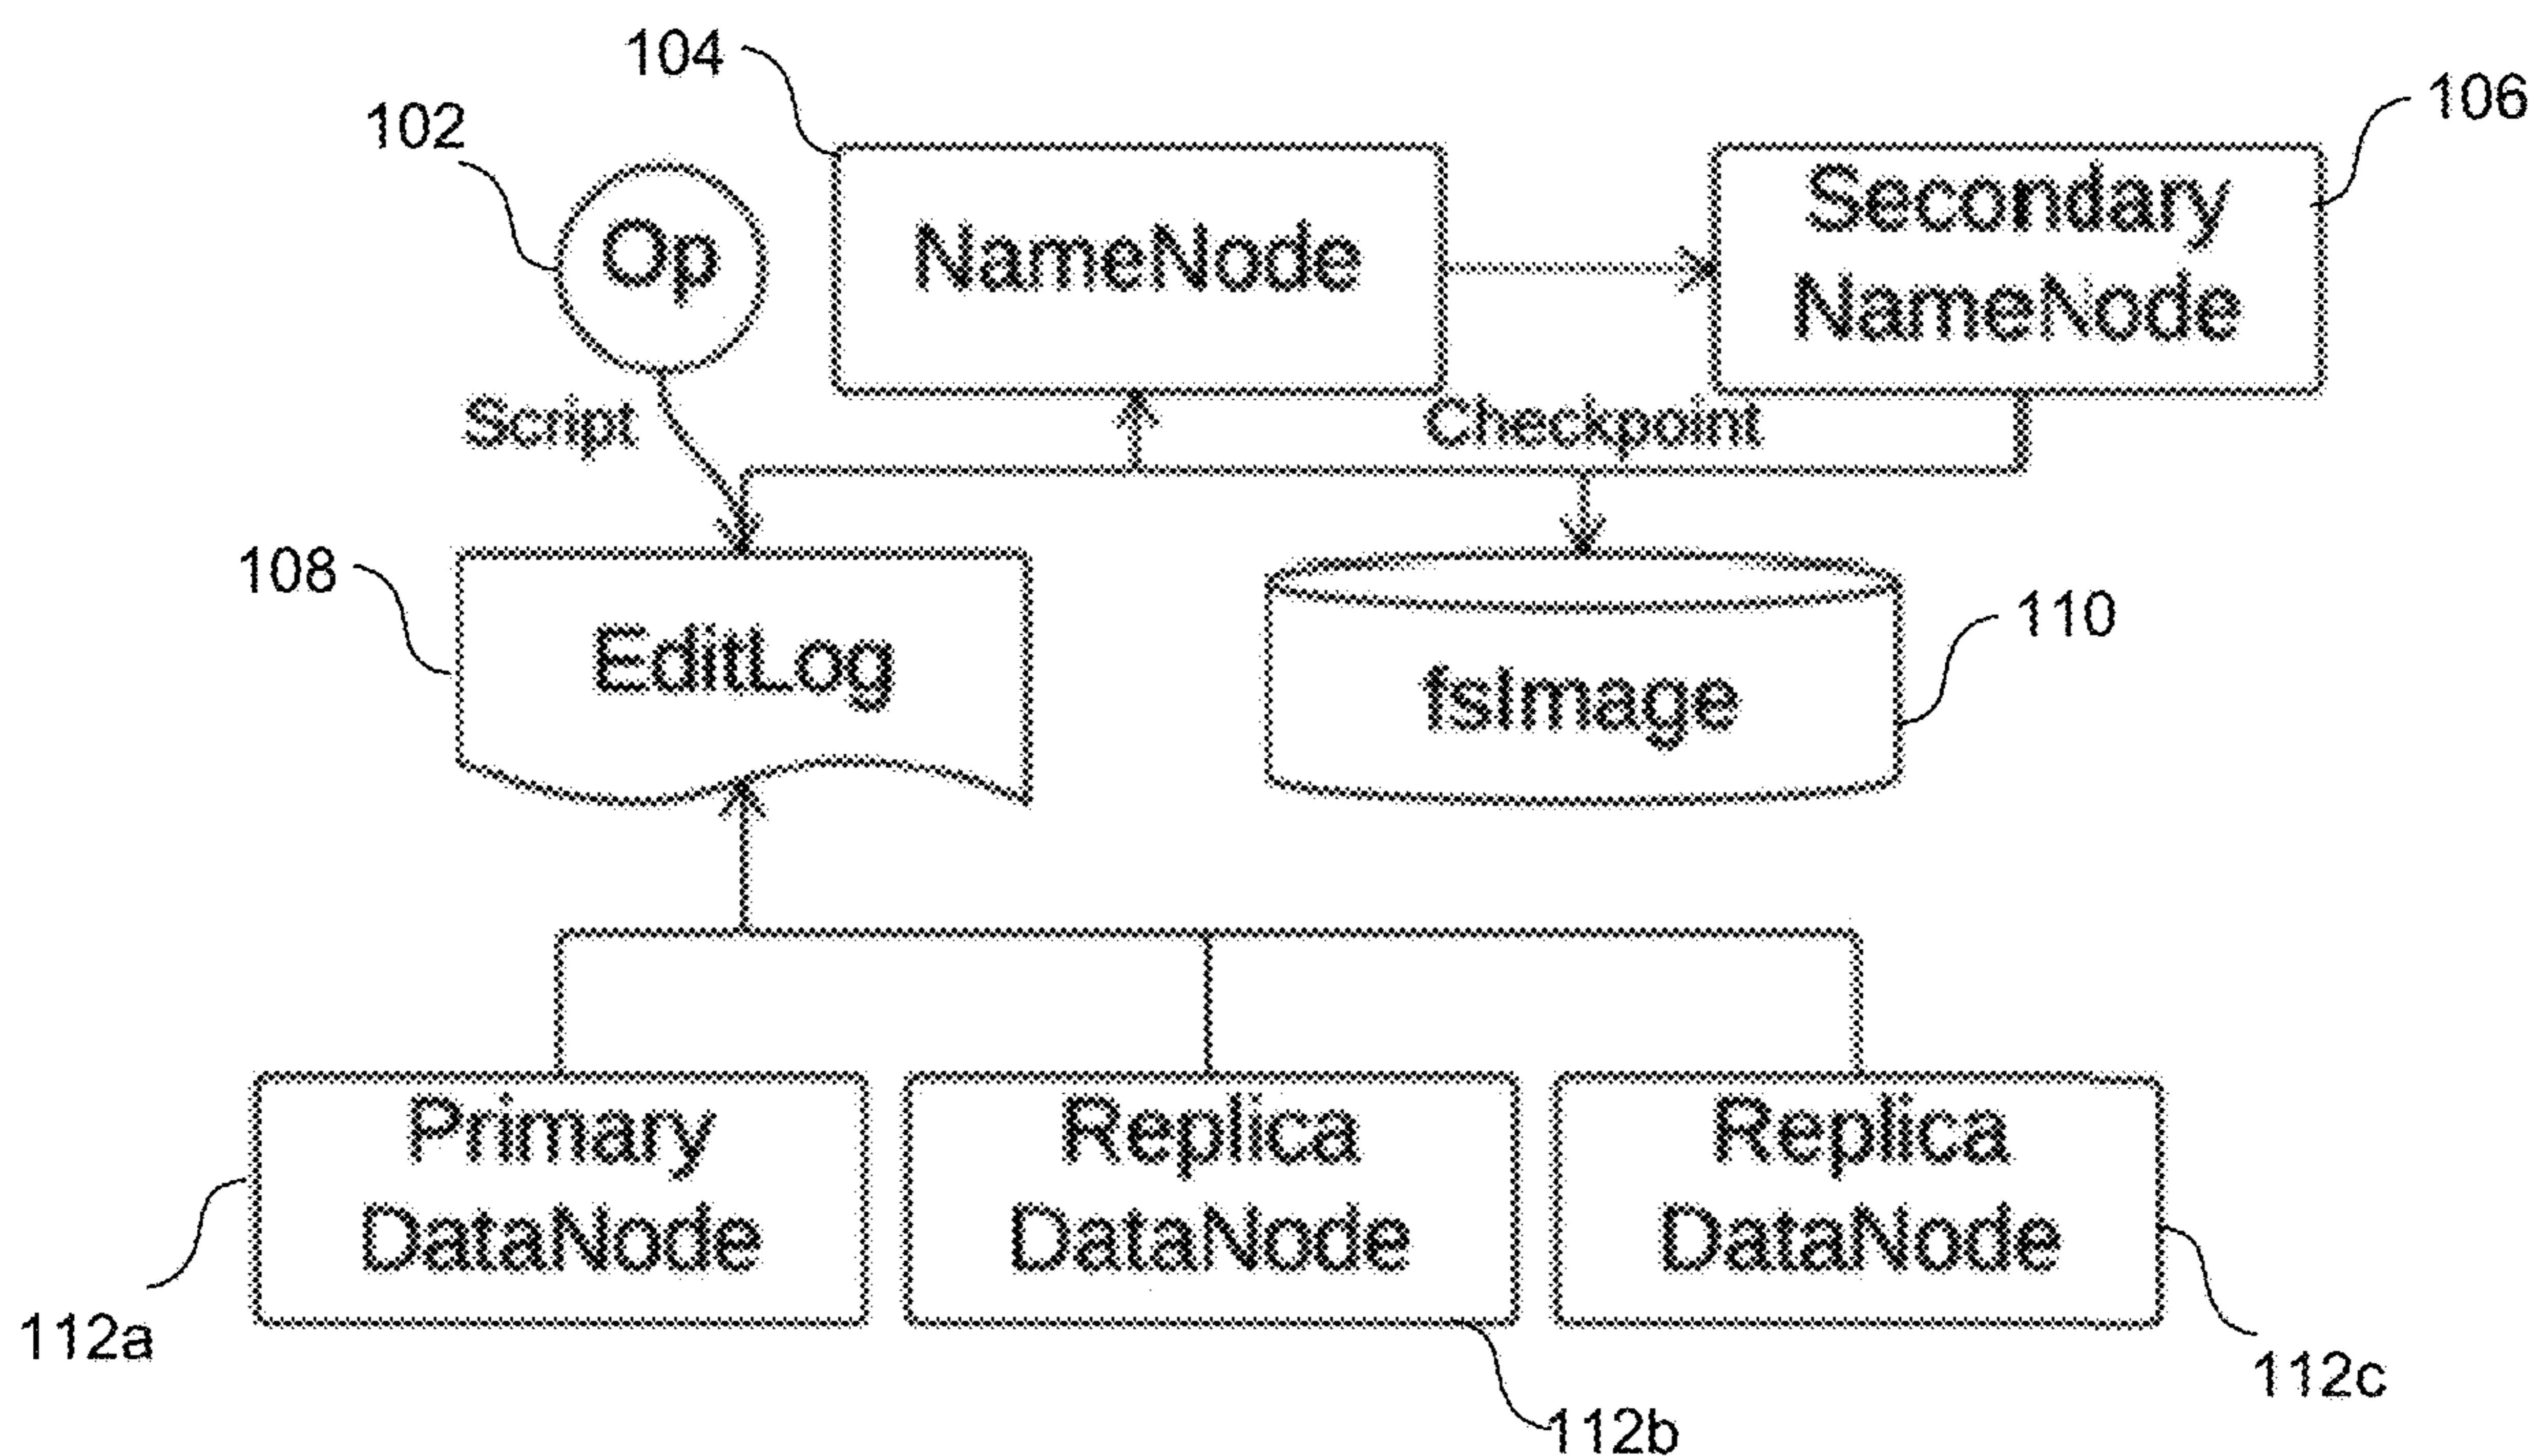 104
106
102
Op
NameNode
Secondary
NameNode
Script
Checkpoint
108
EditLog
110
fsImage
Primary
DataNode
Replica
DataNode
Replica
DataNode
112a
112b
112c